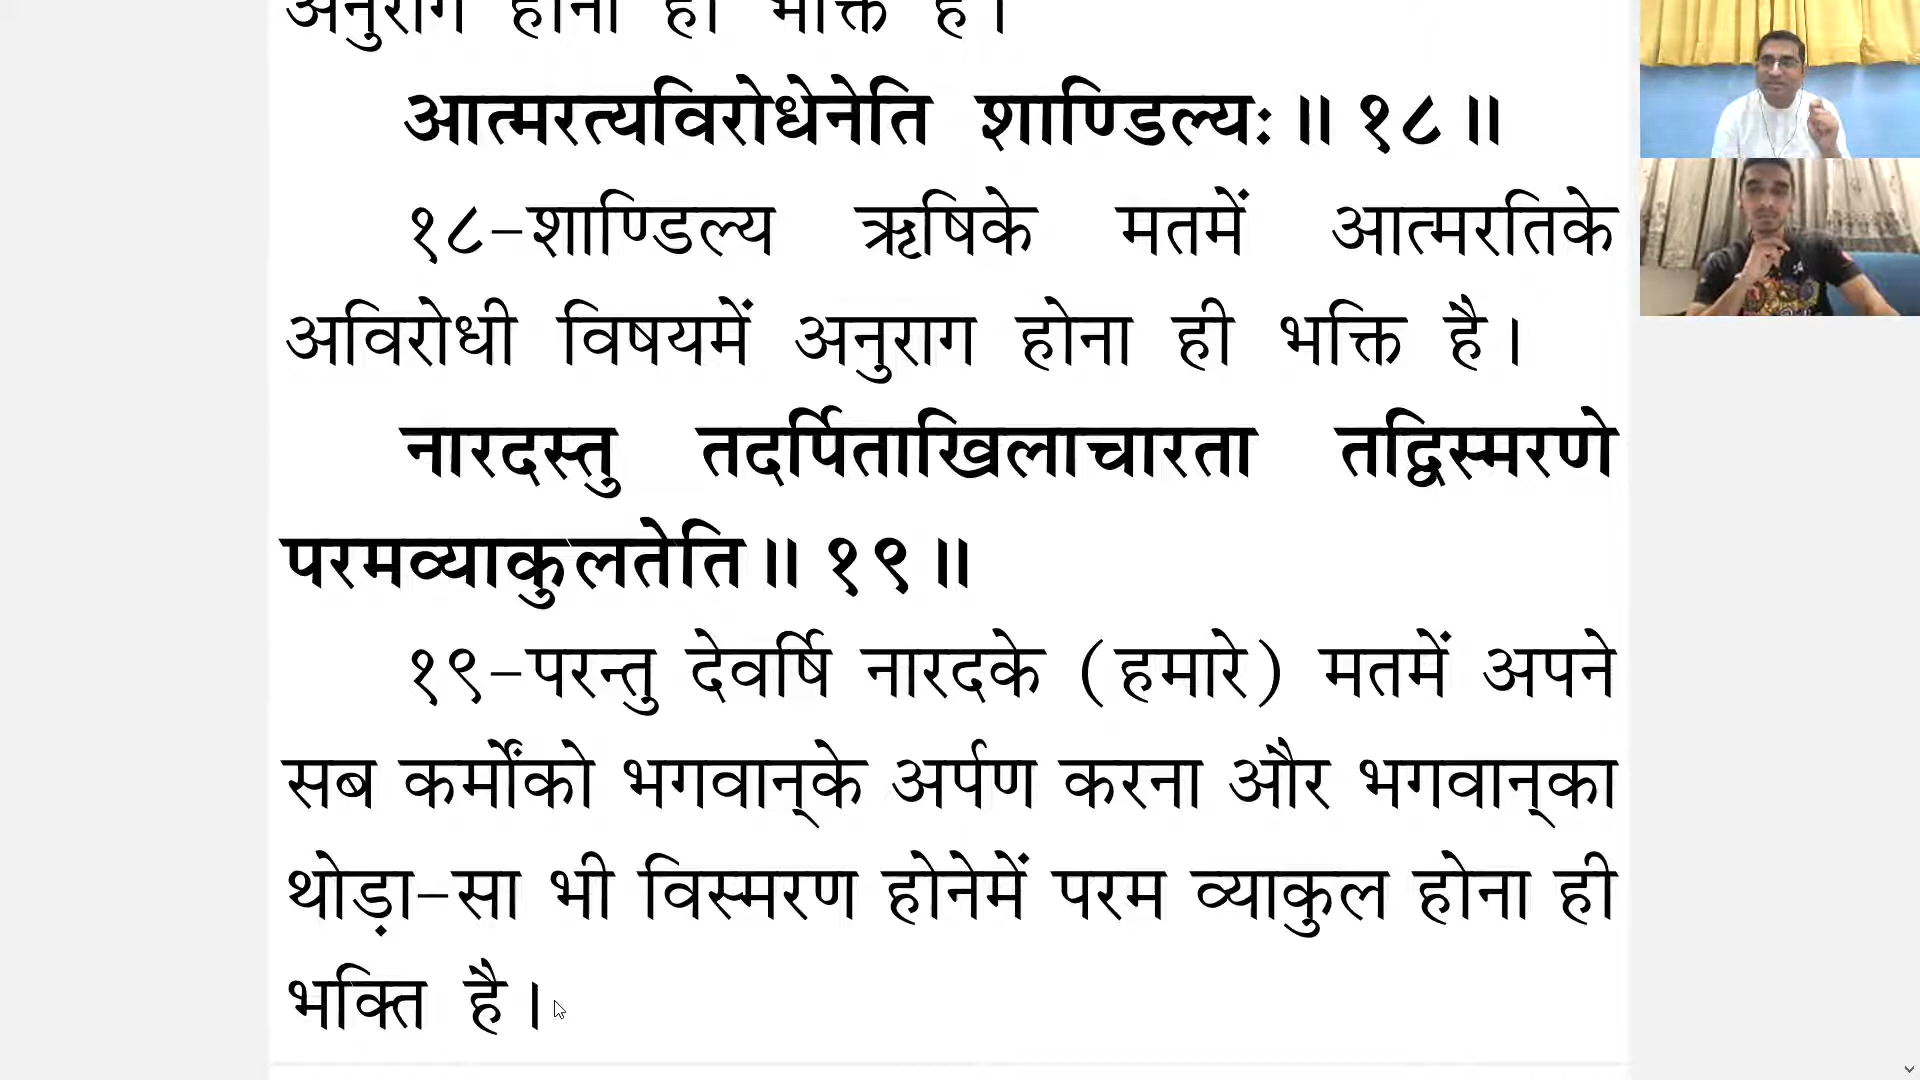 अनुराग होना ही भक्ति है।
आत्मरत्यविरोधेनेति शाण्डिल्यः॥ १८॥
१८-शाण्डिल्य ऋषिके मतमें आत्मरतिके
अविरोधी विषयमें अनुराग होना ही भक्ति है।
नारदस्तु तदर्पिताखिलाचारता तद्विस्मरणे
परमव्याकुलतेति॥ १९॥
१९-परन्तु देवर्षि नारदके (हमारे) मतमें अपने
सब कर्मोंको भगवान्‌के अर्पण करना और भगवान्‌का
थोड़ा-सा भी विस्मरण होनेमें परम व्याकुल होना ही
भक्ति है।